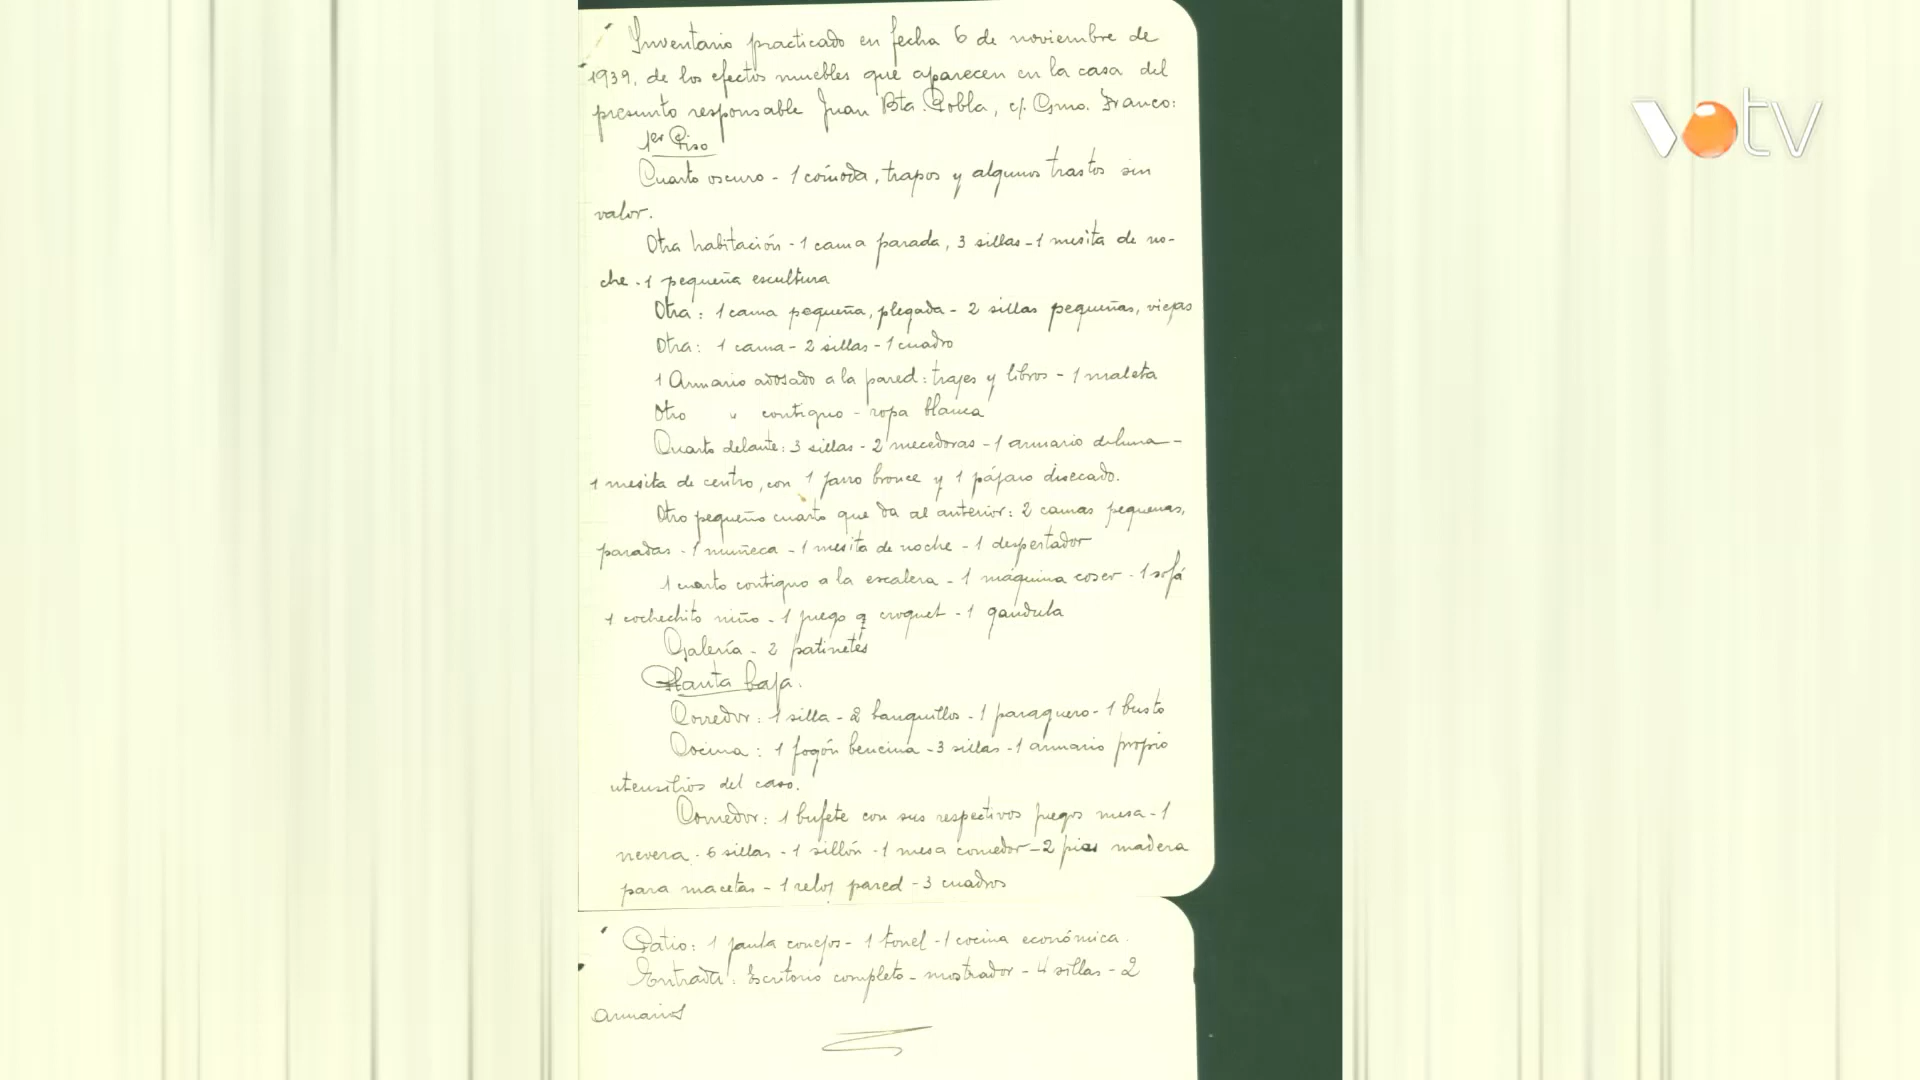 Inventario practicado en fecha 6 de noviembre de
1939, de los efectos muebles que aparecen en la casa del
presunto responsable Juan Bta. Pobla, c/. Gmo. Franco:
1er Piso
Cuarto oscuro - 1 cómoda, trapos y algunos trastos sin
valor.
Otra habitación - 1 cama parada, 3 sillas - 1 mesita de no-
che - 1 pequeña escultura
Otra: 1 cama pequeña, plegada - 2 sillas pequeñas, viejas
Otra: 1 cama - 2 sillas - 1 cuadro
1 Armario adosado a la pared: trajes y libros - 1 maleta
Otro " contiguo - ropa blanca
Cuarto delante: 3 sillas - 2 mecedoras - 1 armario de luna -
1 mesita de centro, con 1 jarro bronce y 1 pájaro disecado.
Otro pequeño cuarto que da al anterior: 2 camas pequeñas,
paradas - 1 muñeca - 1 mesita de noche - 1 despertador
1 cuarto contiguo a la escalera - 1 máquina coser - 1 sofá
1 cochechito niño - 1 juego croquet - 1 gandula
Galería - 2 patinetes
Planta baja.
Corredor: 1 silla - 2 banquillos - 1 paragüero - 1 busto
Cocina: 1 fogón bencina - 3 sillas - 1 armario propio
utensilios del caso.
Comedor: 1 bufete con sus respectivos juegos mesa - 1
nevera - 6 sillas - 1 sillón - 1 mesa comedor - 2 pies madera
para macetas - 1 reloj pared - 3 cuadros
Patio: 1 jaula conejos - 1 tonel - 1 cocina económica.
Entrada: Escritorio completo - mostrador - 4 sillas - 2
armarios
votv